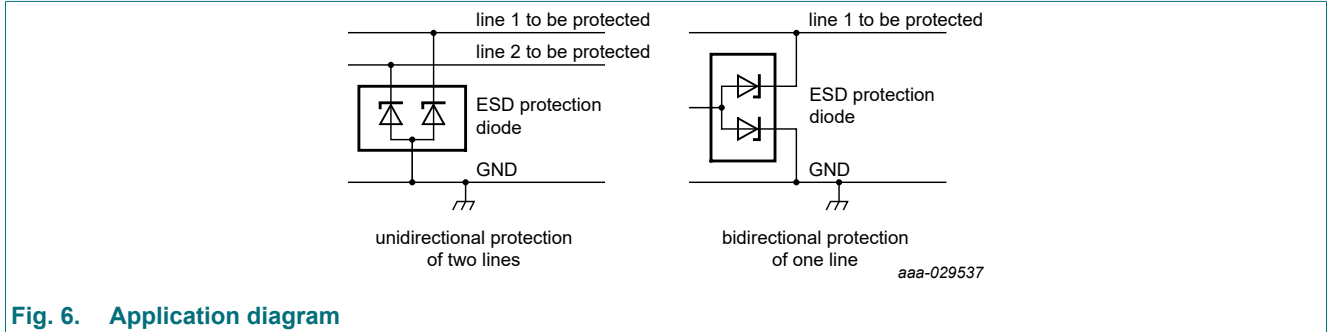 line 1 to be protected
line 2 to be protected
ESD protection
diode
GND
unidirectional protection
of two lines
line 1 to be protected
ESD protection
diode
GND
bidirectional protection
of one line
aaa-029537
Fig. 6. Application diagram